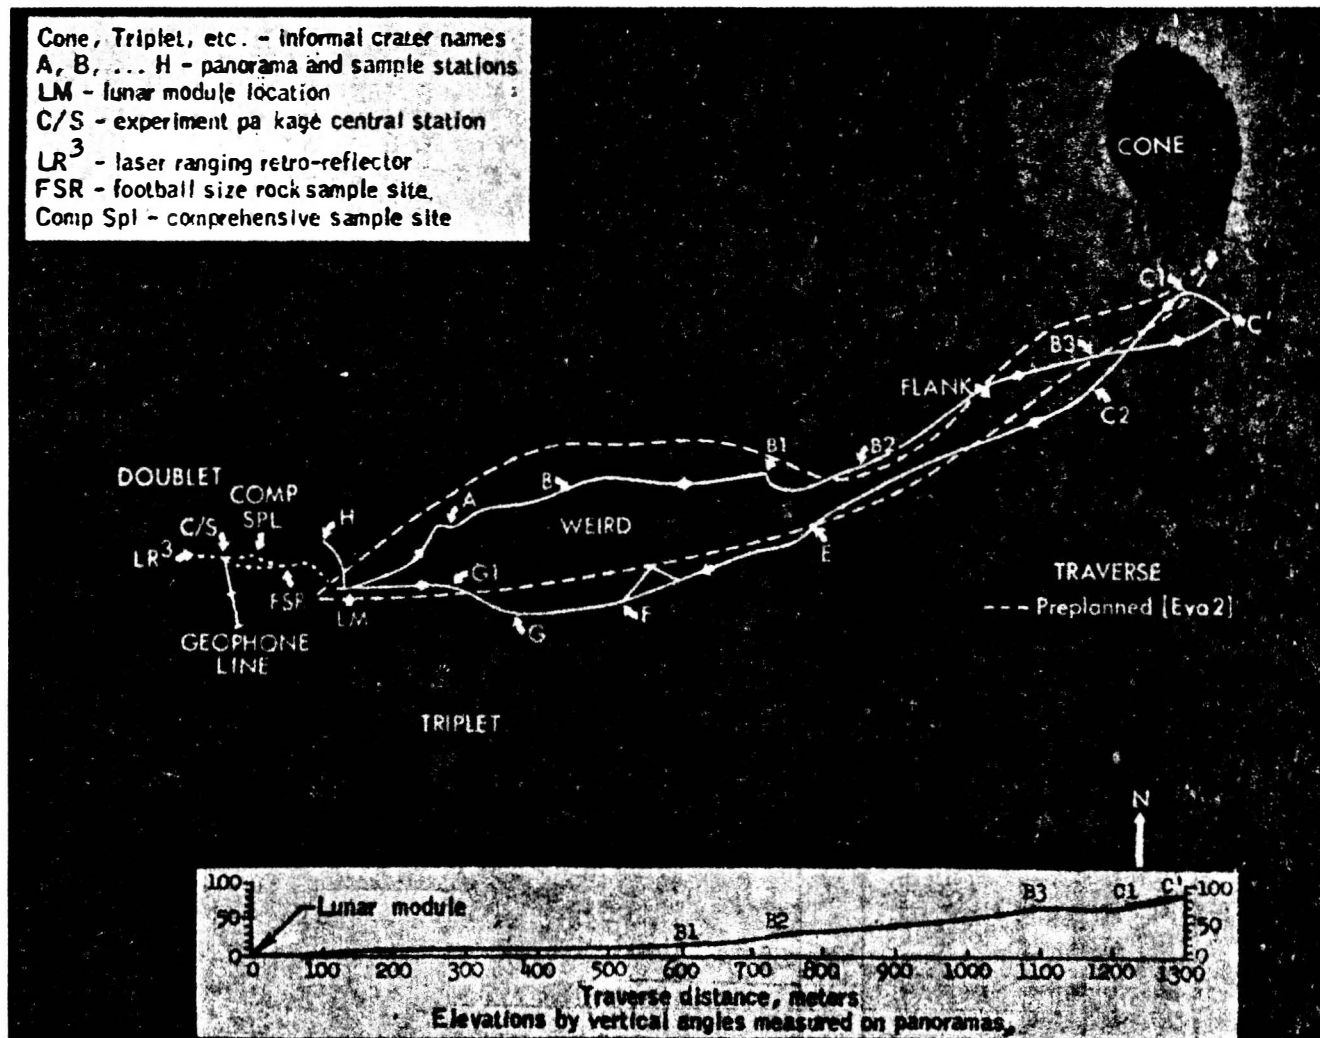 Cone, Triplet, etc. - informal crater names
A, B, ... H - panorama and sample stations
LM - lunar module location
C/S - experiment pa kage central station
LR³ - laser ranging retro-reflector
FSR - football size rock sample site.
Comp Spl - comprehensive sample site
CONE
C1
C'
B3
FLANK
C2
B1
B2
DOUBLET
COMP
SPL
B
A
H
C/S
WEIRD
E
LR³
G1
TRAVERSE
FSR
LM
F
--- Preplanned [Eva2]
G
GEOPHONE
LINE
TRIPLET
N
100
50
0
Lunar module
B1
B2
B3
C1
C'
100
50
0
0 100 200 300 400 500 600 700 800 900 1000 1100 1200 1300
Traverse distance, meters
Elevations by vertical angles measured on panoramas.